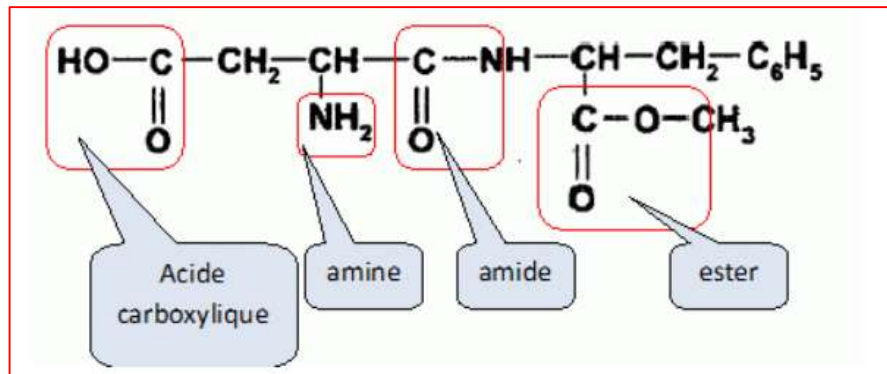 HO—C—CH₂—CH—C—NH—CH—CH₂—C₆H₅
O NH₂ O C—O—CH₃
O
Acide carboxylique
amine
amide
ester